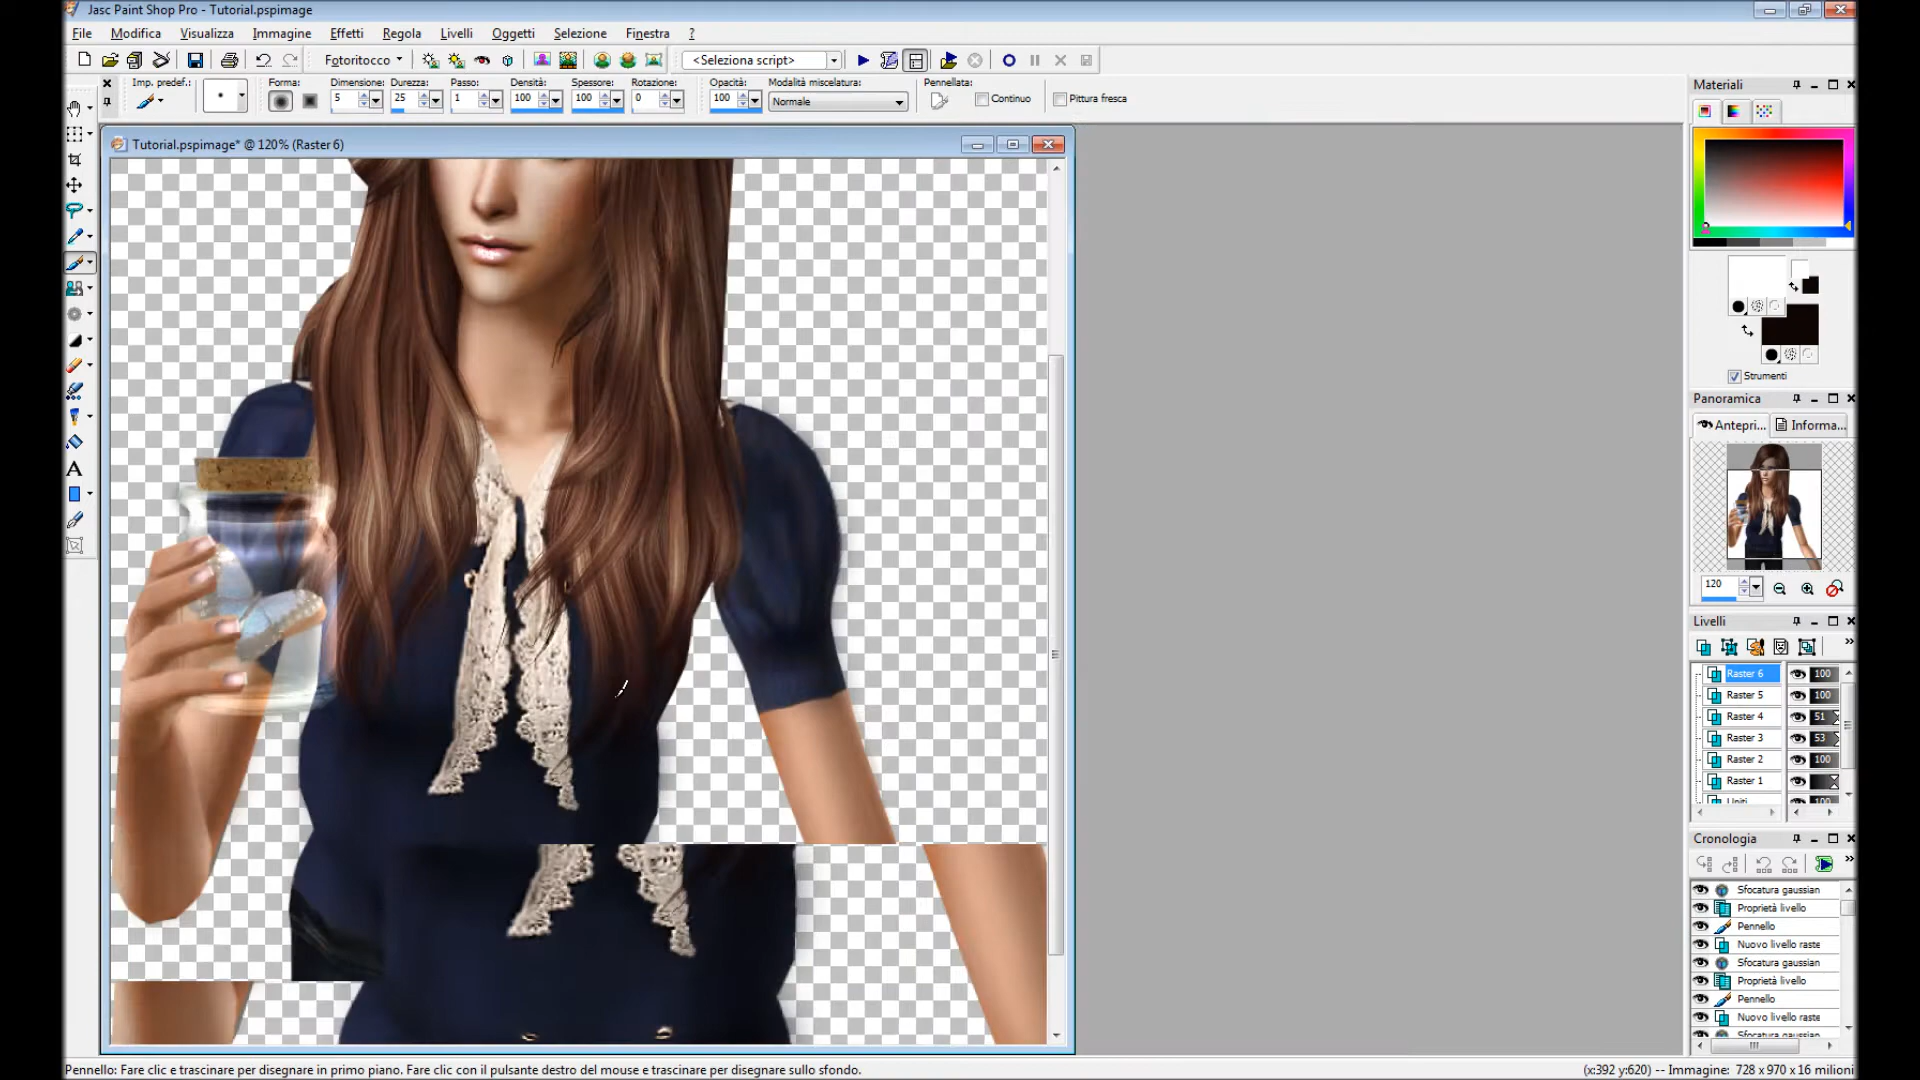 Jasc Paint Shop Pro - Tutorial.pspimage
File Modifica Visualizza Immagine Effetti Regola Livelli Oggetti Selezione Finestra ?
Fotoritocco <Seleziona script>
Imp. predef.: Forma: Dimensione: Durezza: Passo: Densità: Spessore: Rotazione: Opacità: Modalità miscelatura: Pennellata:
5 25 1 100 100 0 100 Normale Continuo Pittura fresca
Tutorial.pspimage* @ 120% (Raster 6)
A
Materiali
Strumenti
Panoramica
Antepri... Informa...
120
Livelli
Raster 6 100
Raster 5 100
Raster 4 51
Raster 3 53
Raster 2 100
Raster 1
Uniti 100
Cronologia
Sfocatura gaussian
Proprietà livello
Pennello
Nuovo livello raste
Sfocatura gaussian
Proprietà livello
Pennello
Nuovo livello raste
Sfocatura gaussian
Pennello: Fare clic e trascinare per disegnare in primo piano. Fare clic con il pulsante destro del mouse e trascinare per disegnare sullo sfondo.
(x:392 y:620) -- Immagine: 728 x 970 x 16 milioni